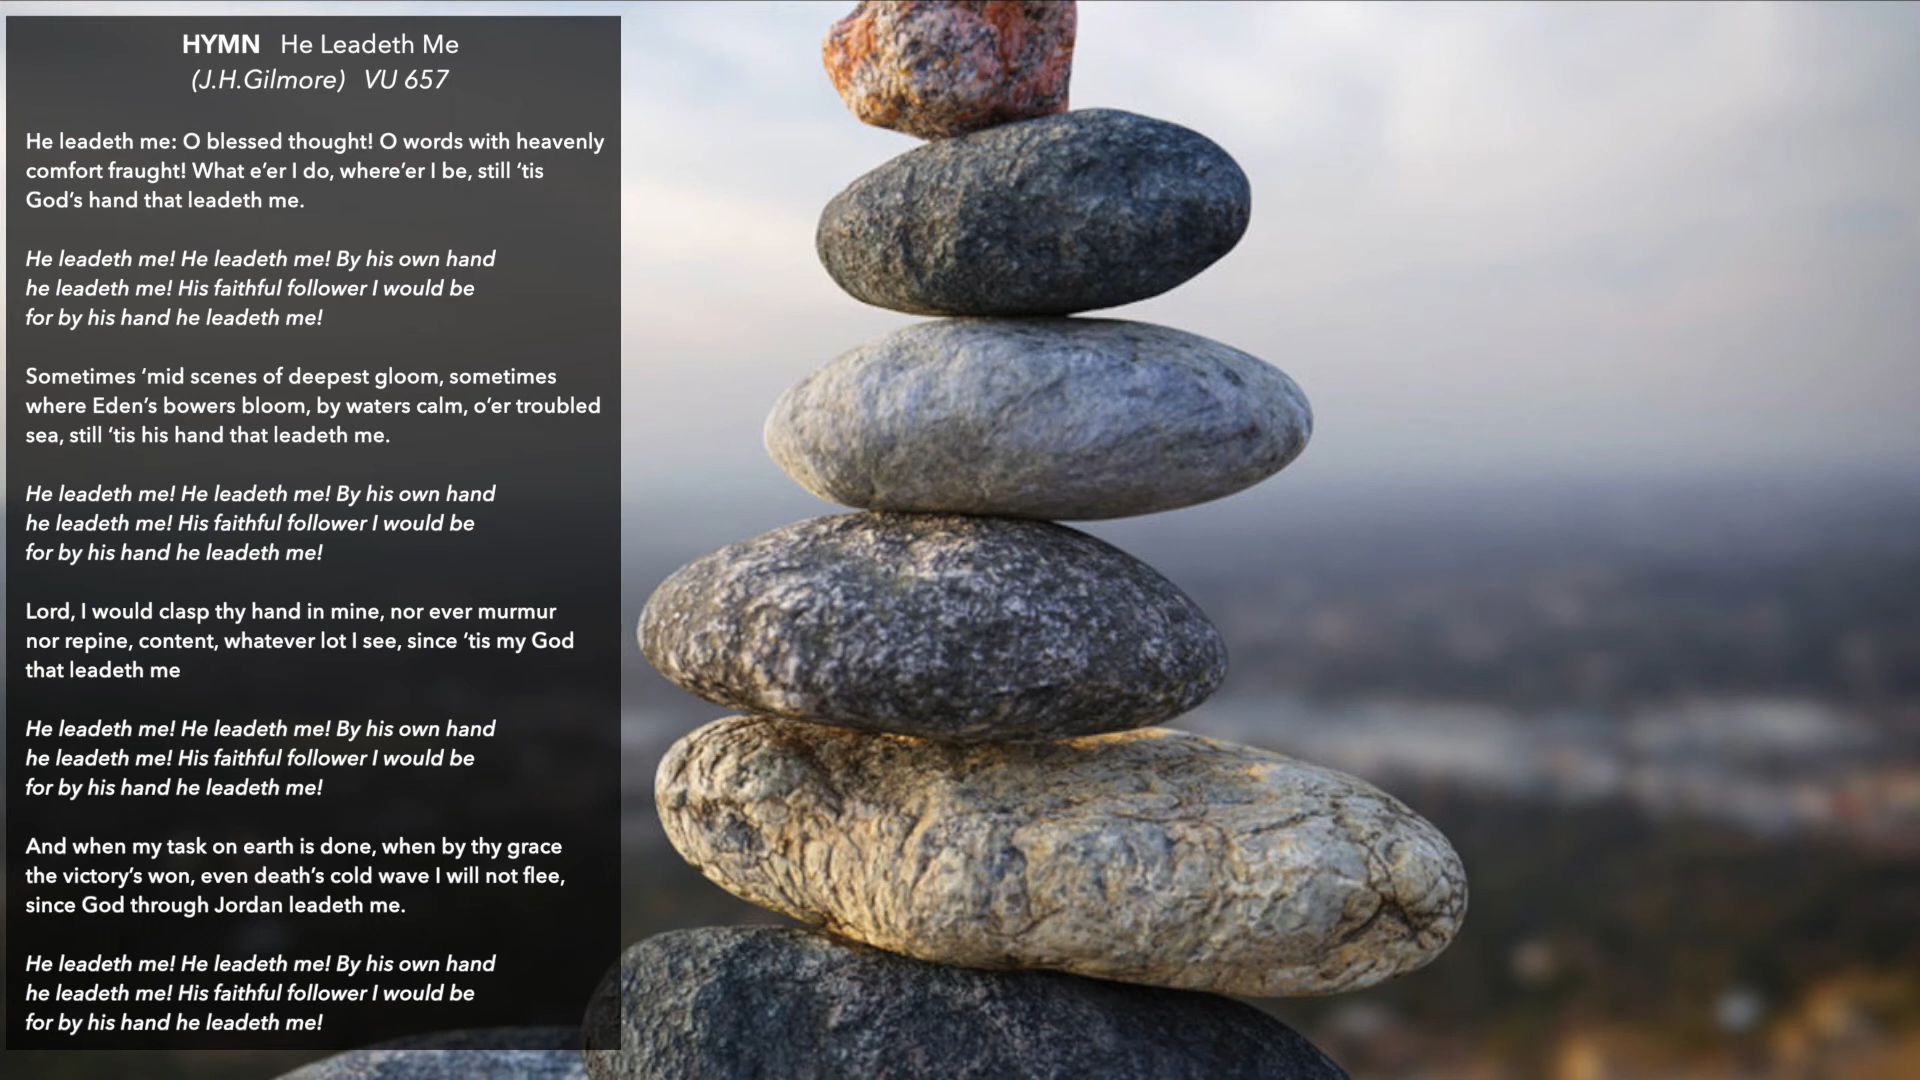 HYMN He Leadeth Me
(J.H.Gilmore) VU 657
He leadeth me: O blessed thought! O words with heavenly
comfort fraught! What e’er I do, where’er I be, still ‘tis
God’s hand that leadeth me.
He leadeth me! He leadeth me! By his own hand
he leadeth me! His faithful follower I would be
for by his hand he leadeth me!
Sometimes ’mid scenes of deepest gloom, sometimes
where Eden’s bowers bloom, by waters calm, o’er troubled
sea, still ‘tis his hand that leadeth me.
He leadeth me! He leadeth me! By his own hand
he leadeth me! His faithful follower I would be
for by his hand he leadeth me!
Lord, I would clasp thy hand in mine, nor ever murmur
nor repine, content, whatever lot I see, since ‘tis my God
that leadeth me
He leadeth me! He leadeth me! By his own hand
he leadeth me! His faithful follower I would be
for by his hand he leadeth me!
And when my task on earth is done, when by thy grace
the victory’s won, even death’s cold wave I will not flee,
since God through Jordan leadeth me.
He leadeth me! He leadeth me! By his own hand
he leadeth me! His faithful follower I would be
for by his hand he leadeth me!